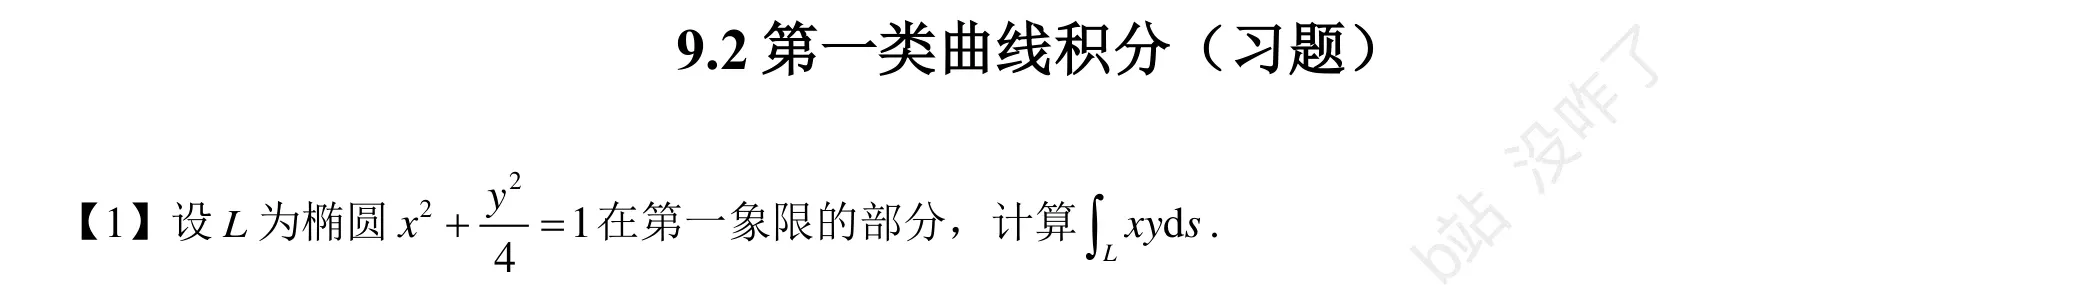 9.2 第一类曲线积分（习题）
【1】设 L 为椭圆 x² + y²/4 = 1 在第一象限的部分，计算 ∫_L xyds .
b站 没咋了